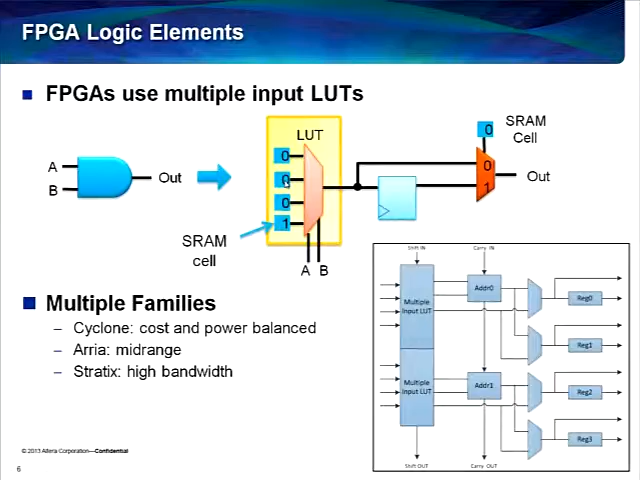 FPGA Logic Elements
FPGAs use multiple input LUTs
LUT
0
0
0
1
A
B
Out
SRAM
cell
A B
0
SRAM
Cell
0
1
Out
Multiple Families
– Cyclone: cost and power balanced
– Arria: midrange
– Stratix: high bandwidth
Shift IN
Carry IN
Multiple
Input LUT
Addr0
Reg0
Reg1
Multiple
Input LUT
Addr1
Reg2
Reg3
Shift OUT
Carry OUT
© 2013 Altera Corporation—Confidential
6